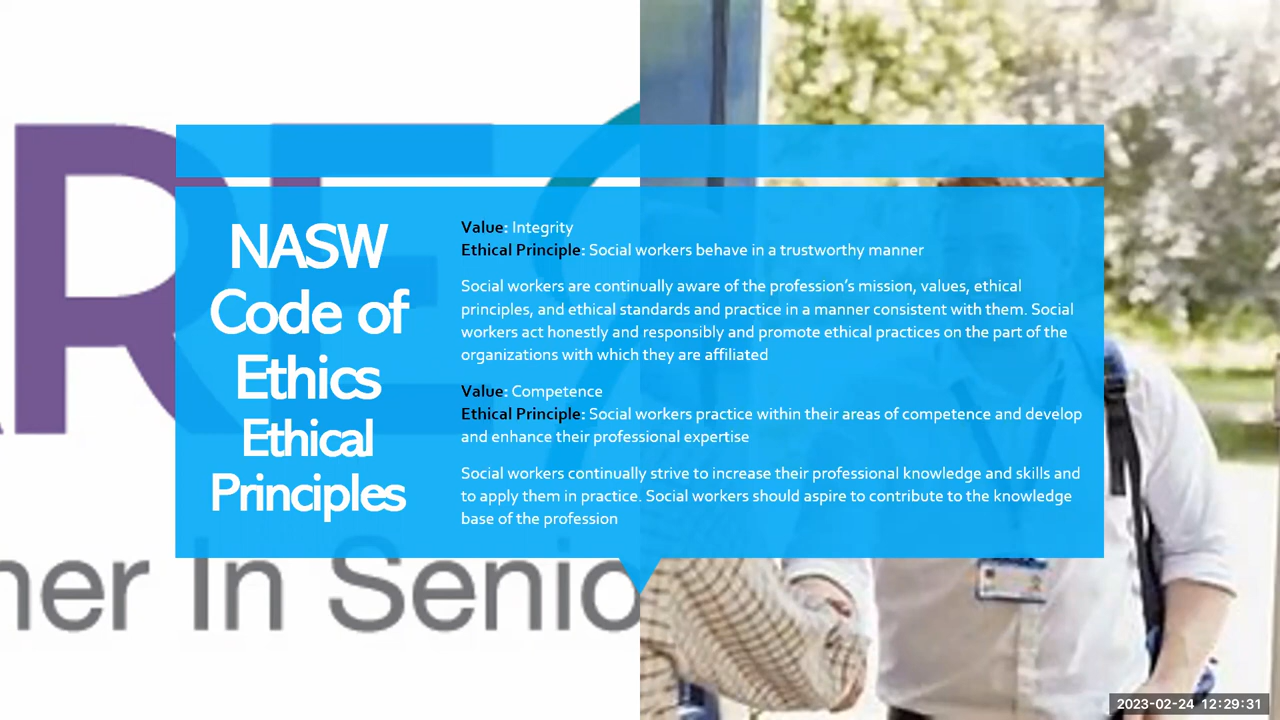 NASW
Code of
Ethics
Ethical
Principles
Value: Integrity
Ethical Principle: Social workers behave in a trustworthy manner
Social workers are continually aware of the profession's mission, values, ethical
principles, and ethical standards and practice in a manner consistent with them. Social
workers act honestly and responsibly and promote ethical practices on the part of the
organizations with which they are affiliated
Value: Competence
Ethical Principle: Social workers practice within their areas of competence and develop
and enhance their professional expertise
Social workers continually strive to increase their professional knowledge and skills and
to apply them in practice. Social workers should aspire to contribute to the knowledge
base of the profession
In
2023-02-24 12:29:31